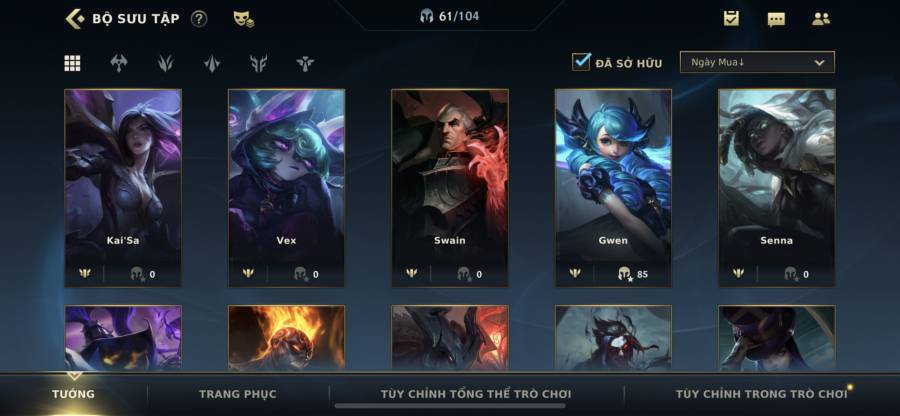 BỘ SƯU TẬP ?
61/104
ĐÃ SỞ HỮU
Ngày Mua↓
Kai'Sa
0
Vex
0
Swain
0
Gwen
85
Senna
0
TƯỚNG
TRANG PHỤC
TÙY CHỈNH TỔNG THỂ TRÒ CHƠI
TÙY CHỈNH TRONG TRÒ CHƠI